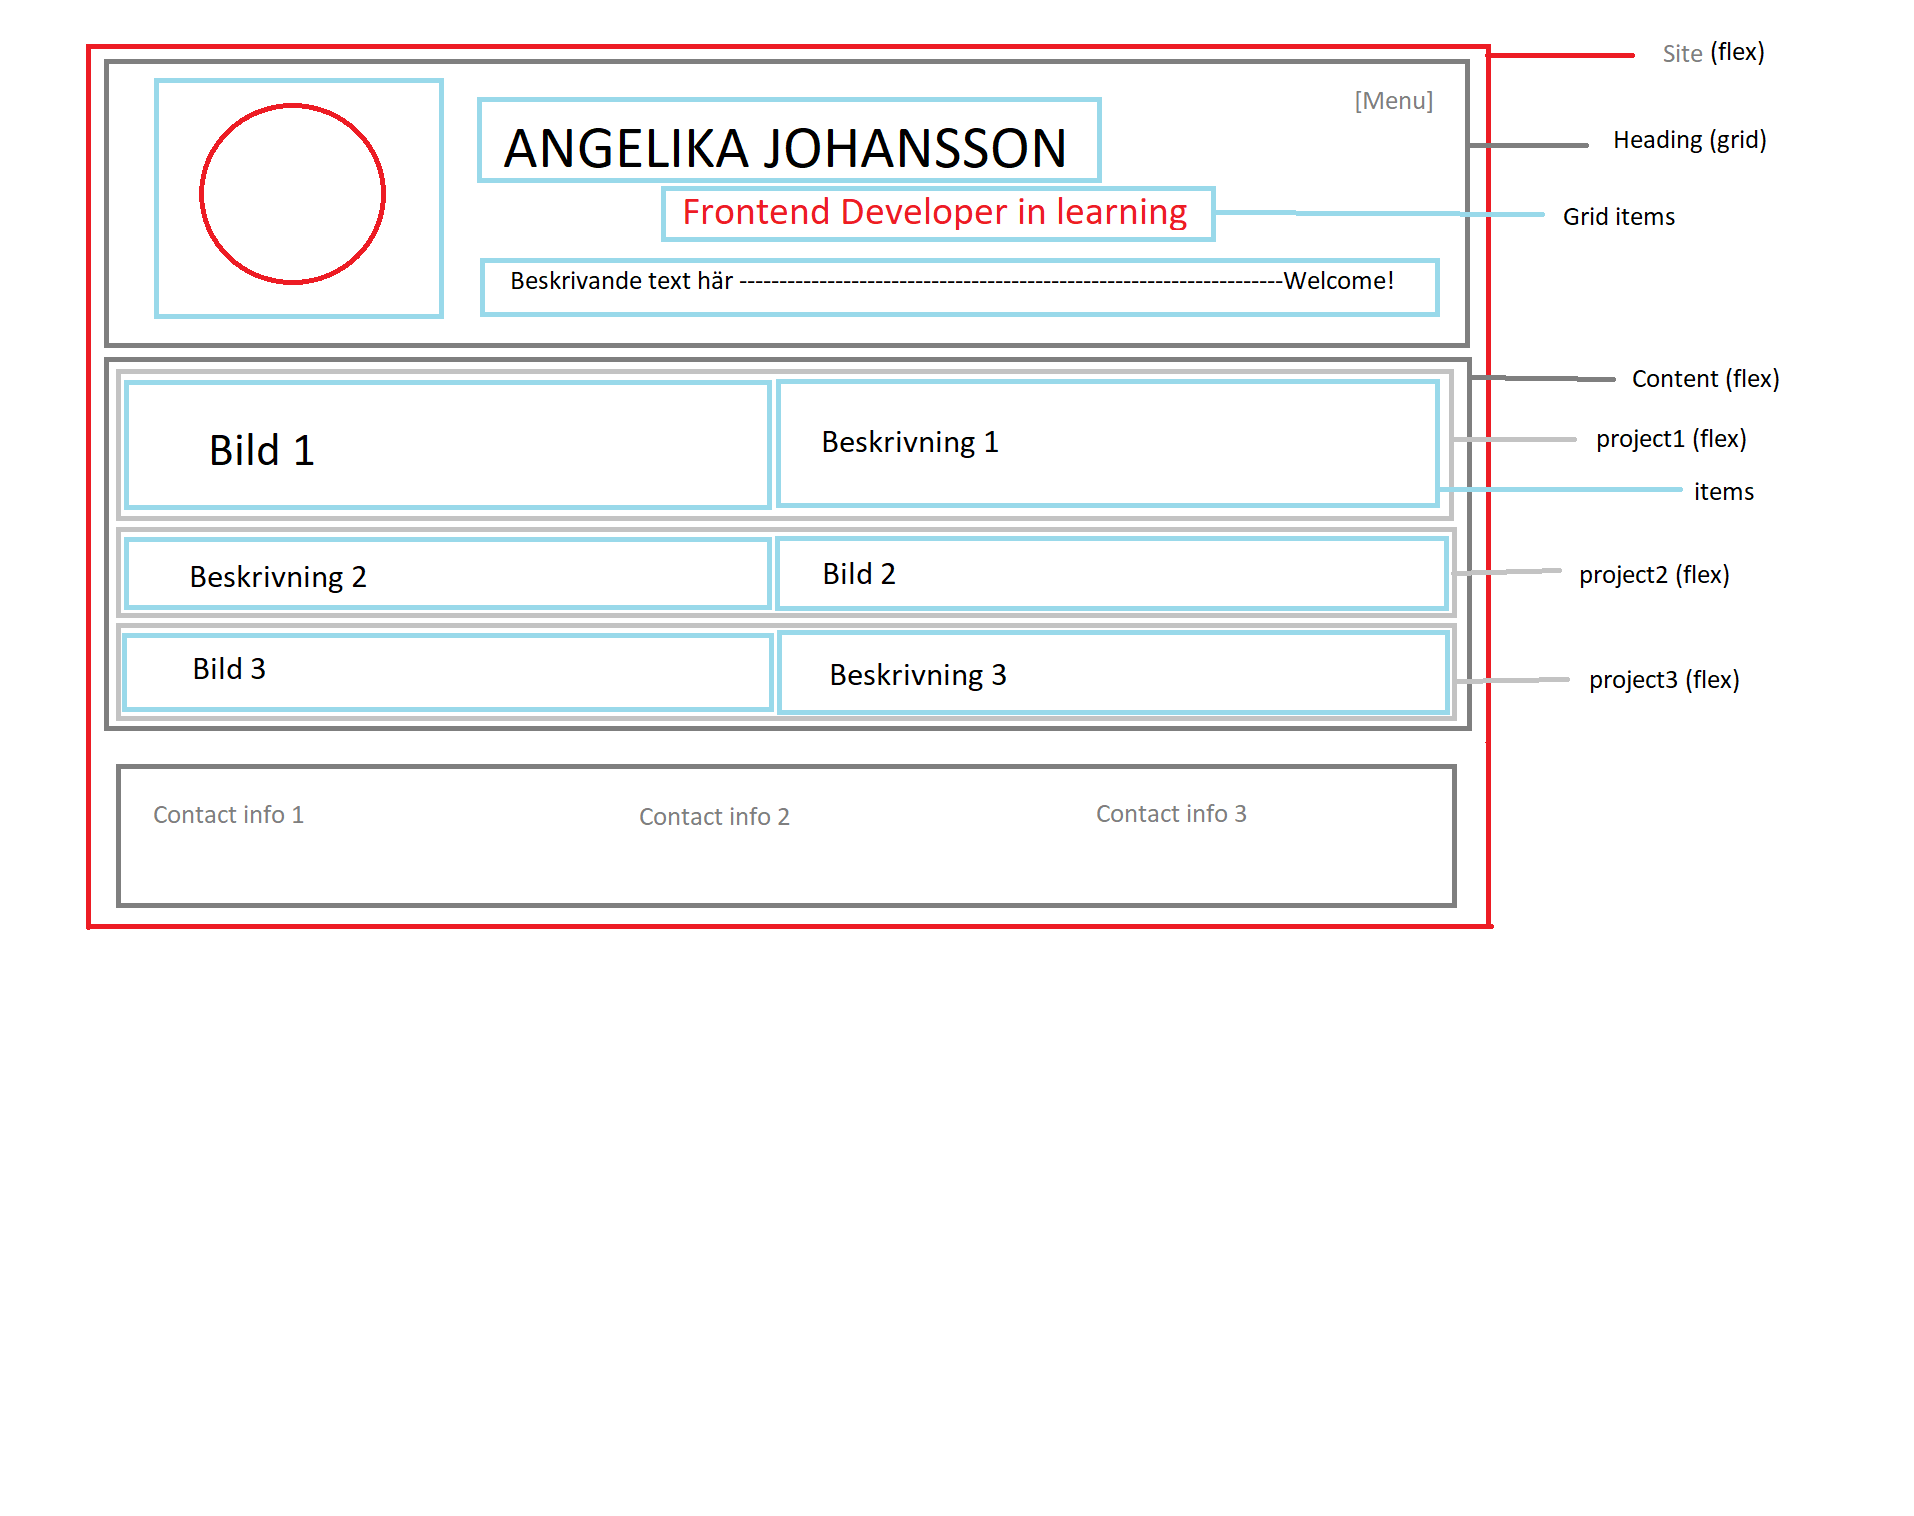 Site (flex)
[Menu]
ANGELIKA JOHANSSON
Heading (grid)
Frontend Developer in learning
Grid items
Beskrivande text här --------------------------------------------------------------------Welcome!
Content (flex)
Bild 1
Beskrivning 1
project1 (flex)
items
Beskrivning 2
Bild 2
project2 (flex)
Bild 3
Beskrivning 3
project3 (flex)
Contact info 1
Contact info 2
Contact info 3